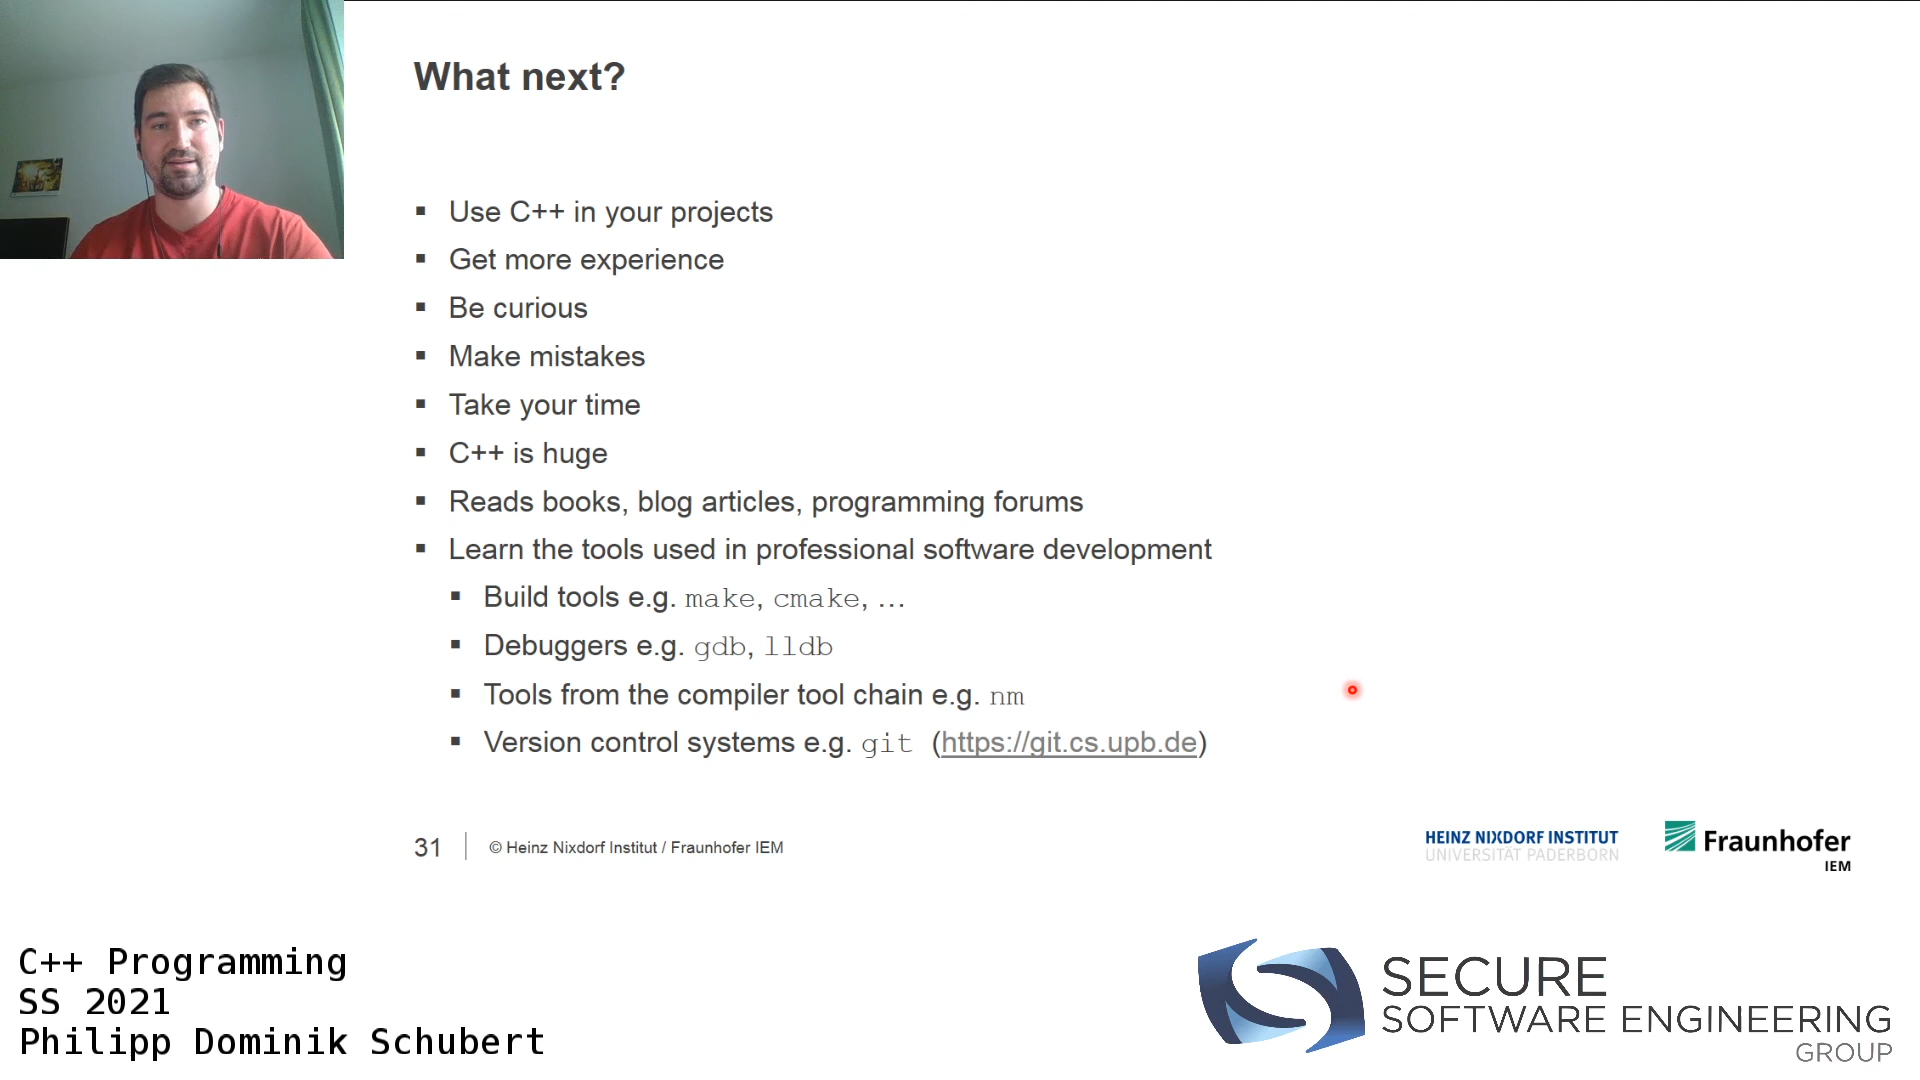 What next?
Use C++ in your projects
Get more experience
Be curious
Make mistakes
Take your time
C++ is huge
Reads books, blog articles, programming forums
Learn the tools used in professional software development
Build tools e.g. make, cmake, ...
Debuggers e.g. gdb, lldb
Tools from the compiler tool chain e.g. nm
Version control systems e.g. git (https://git.cs.upb.de)
31
© Heinz Nixdorf Institut / Fraunhofer IEM
HEINZ NIXDORF INSTITUT
UNIVERSITÄT PADERBORN
Fraunhofer
IEM
C++ Programming
SS 2021
Philipp Dominik Schubert
SECURE
SOFTWARE ENGINEERING
GROUP